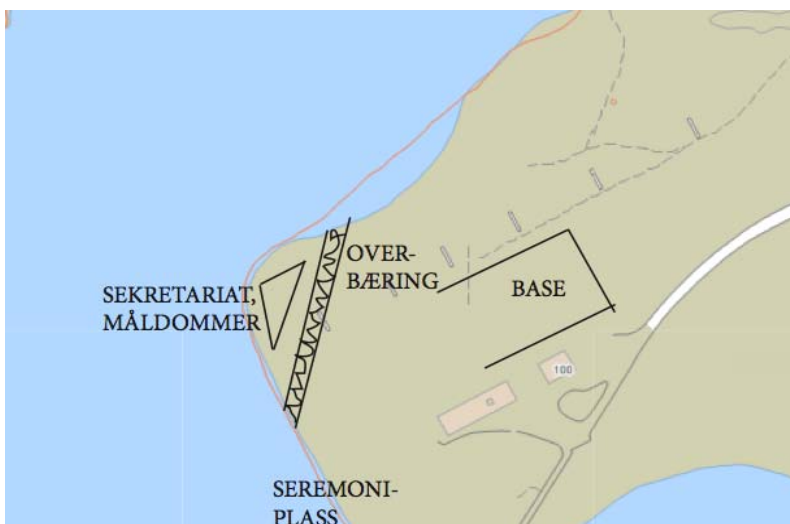 OVER-
BÆRING
SEKRETARIAT,
MÅLDOMMER
BASE
100
SEREMONI-
PLASS